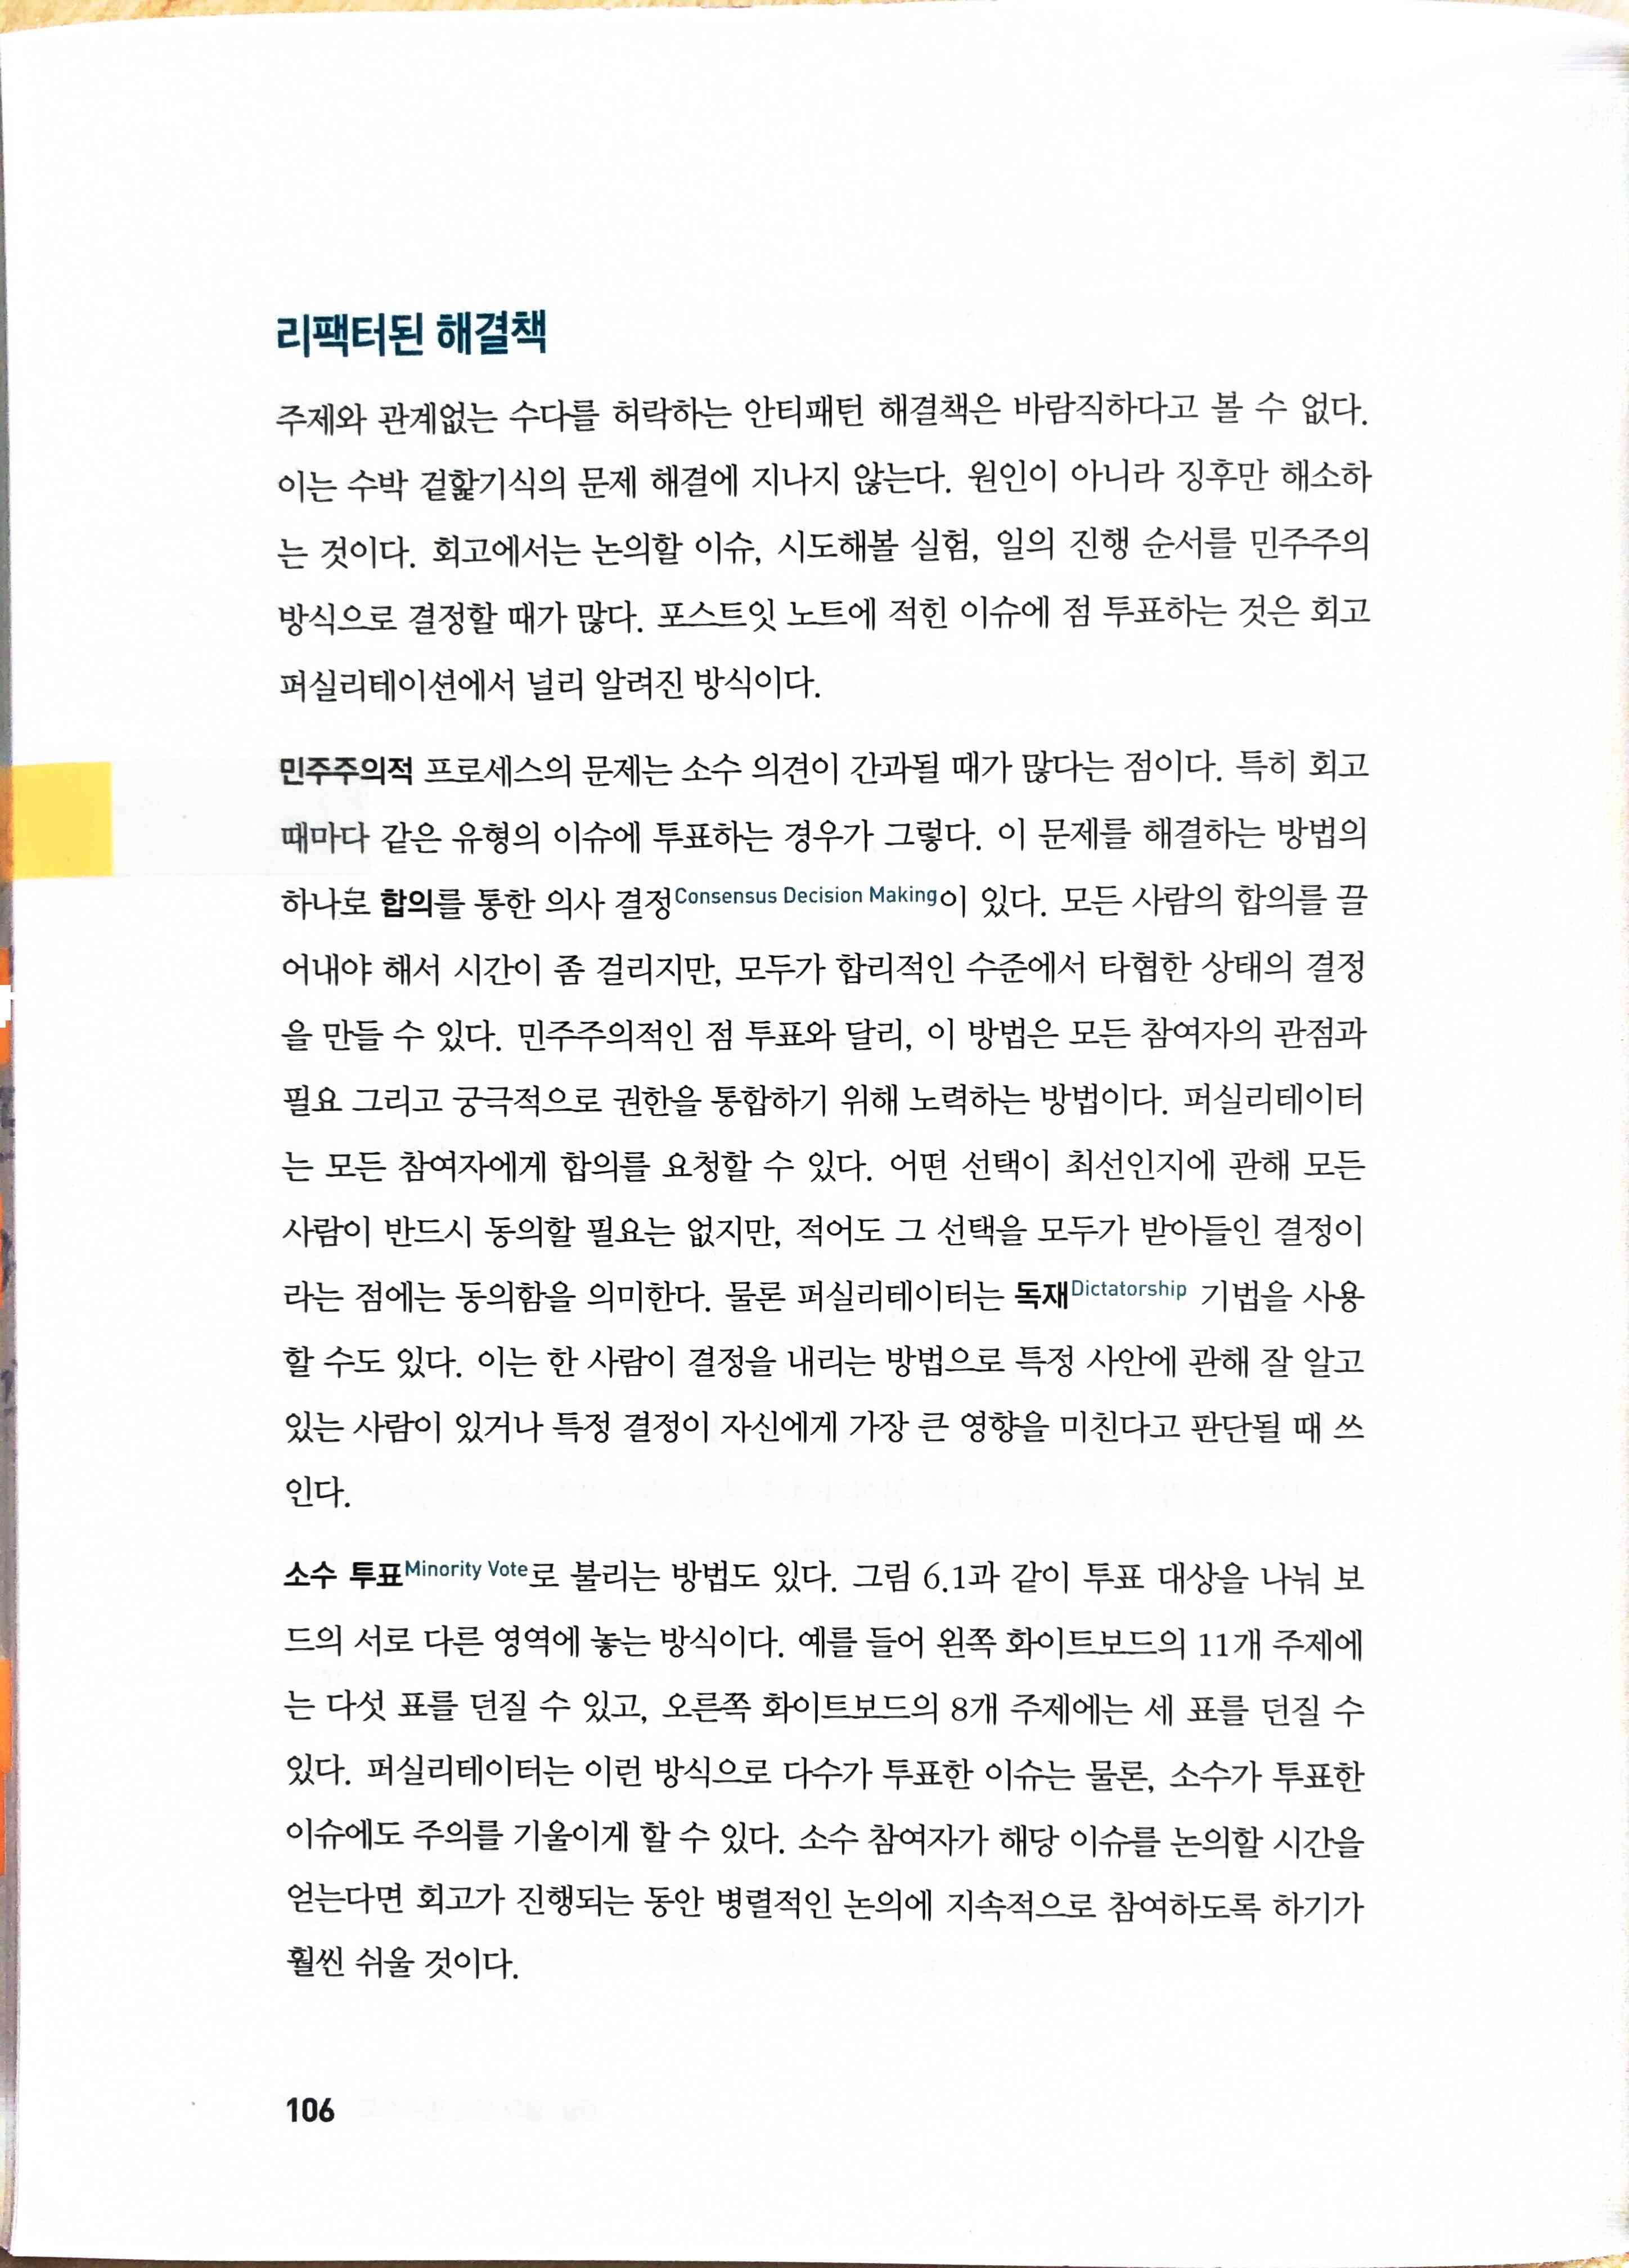 리팩터된 해결책
주제와 관계없는 수다를 허락하는 안티패턴 해결책은 바람직하다고 볼 수 없다.
이는 수박 겉핥기식의 문제 해결에 지나지 않는다. 원인이 아니라 징후만 해소하
는 것이다. 회고에서는 논의할 이슈, 시도해볼 실험, 일의 진행 순서를 민주주의
방식으로 결정할 때가 많다. 포스트잇 노트에 적힌 이슈에 점 투표하는 것은 회고
퍼실리테이션에서 널리 알려진 방식이다.
민주주의적 프로세스의 문제는 소수 의견이 간과될 때가 많다는 점이다. 특히 회고
때마다 같은 유형의 이슈에 투표하는 경우가 그렇다. 이 문제를 해결하는 방법의
하나로 합의를 통한 의사 결정Consensus Decision Making이 있다. 모든 사람의 합의를 끌
어내야 해서 시간이 좀 걸리지만, 모두가 합리적인 수준에서 타협한 상태의 결정
을 만들 수 있다. 민주주의적인 점 투표와 달리, 이 방법은 모든 참여자의 관점과
필요 그리고 궁극적으로 권한을 통합하기 위해 노력하는 방법이다. 퍼실리테이터
는 모든 참여자에게 합의를 요청할 수 있다. 어떤 선택이 최선인지에 관해 모든
사람이 반드시 동의할 필요는 없지만, 적어도 그 선택을 모두가 받아들인 결정이
라는 점에는 동의함을 의미한다. 물론 퍼실리테이터는 독재Dictatorship 기법을 사용
할 수도 있다. 이는 한 사람이 결정을 내리는 방법으로 특정 사안에 관해 잘 알고
있는 사람이 있거나 특정 결정이 자신에게 가장 큰 영향을 미친다고 판단될 때 쓰
인다.
소수 투표Minority Vote로 불리는 방법도 있다. 그림 6.1과 같이 투표 대상을 나눠 보
드의 서로 다른 영역에 놓는 방식이다. 예를 들어 왼쪽 화이트보드의 11개 주제에
는 다섯 표를 던질 수 있고, 오른쪽 화이트보드의 8개 주제에는 세 표를 던질 수
있다. 퍼실리테이터는 이런 방식으로 다수가 투표한 이슈는 물론, 소수가 투표한
이슈에도 주의를 기울이게 할 수 있다. 소수 참여자가 해당 이슈를 논의할 시간을
얻는다면 회고가 진행되는 동안 병렬적인 논의에 지속적으로 참여하도록 하기가
훨씬 쉬울 것이다.
106